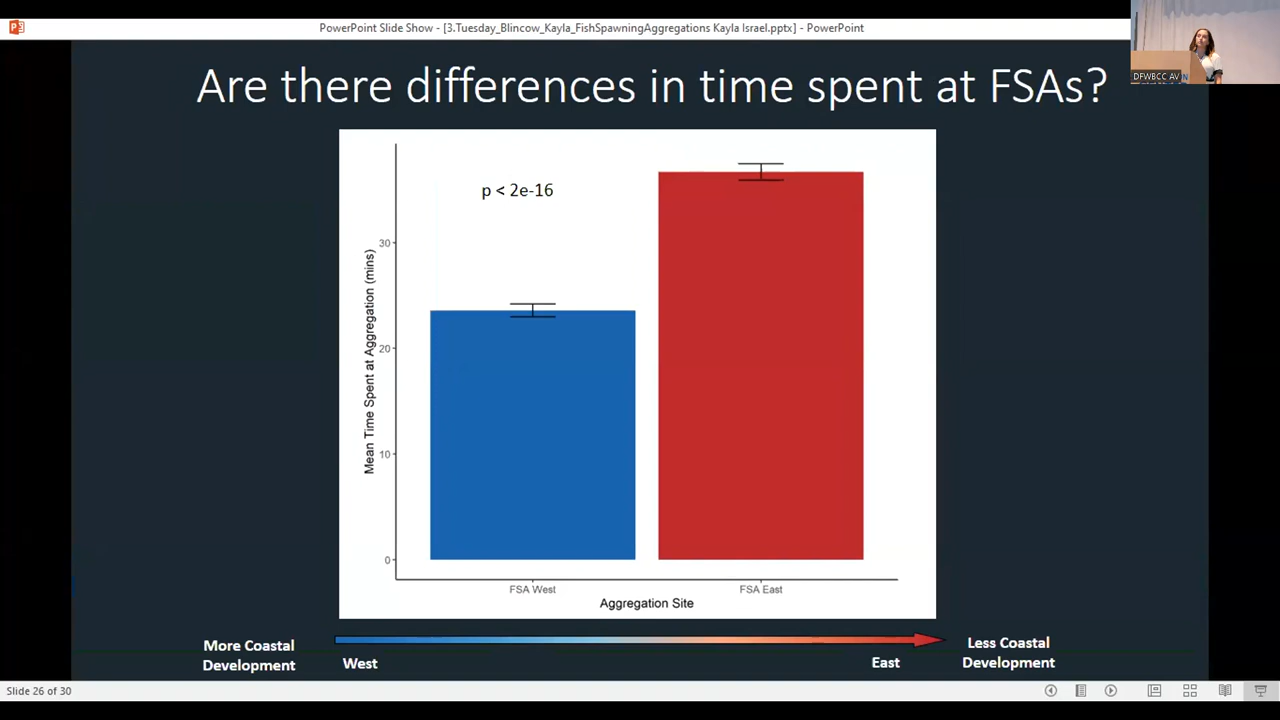 PowerPoint Slide Show - [3.Tuesday_Blincow_Kayla_FishSpawningAggregations Kayla Israel.pptx] - PowerPoint
DFWBCC AV
Are there differences in time spent at FSAs?
p < 2e-16
Mean Time Spent at Aggregation (mins)
30
20
10
0
FSA West
FSA East
Aggregation Site
More Coastal
Development
West
East
Less Coastal
Development
Slide 26 of 30